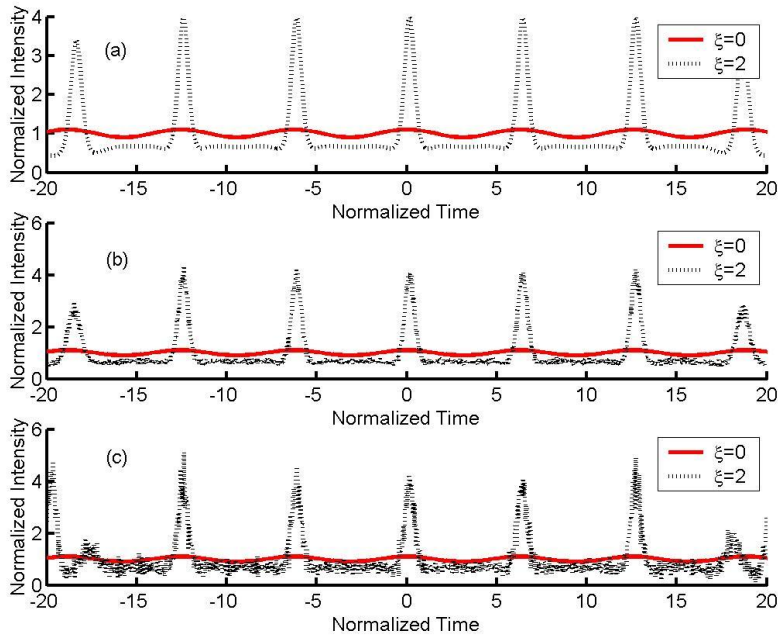 Normalized Intensity
4
3
2
1
0
(a)
ξ=0
ξ=2
-20 -15 -10 -5 0 5 10 15 20
Normalized Time
Normalized Intensity
6
4
2
0
(b)
ξ=0
ξ=2
-20 -15 -10 -5 0 5 10 15 20
Normalized Time
Normalized Intensity
6
4
2
0
(c)
ξ=0
ξ=2
-20 -15 -10 -5 0 5 10 15 20
Normalized Time